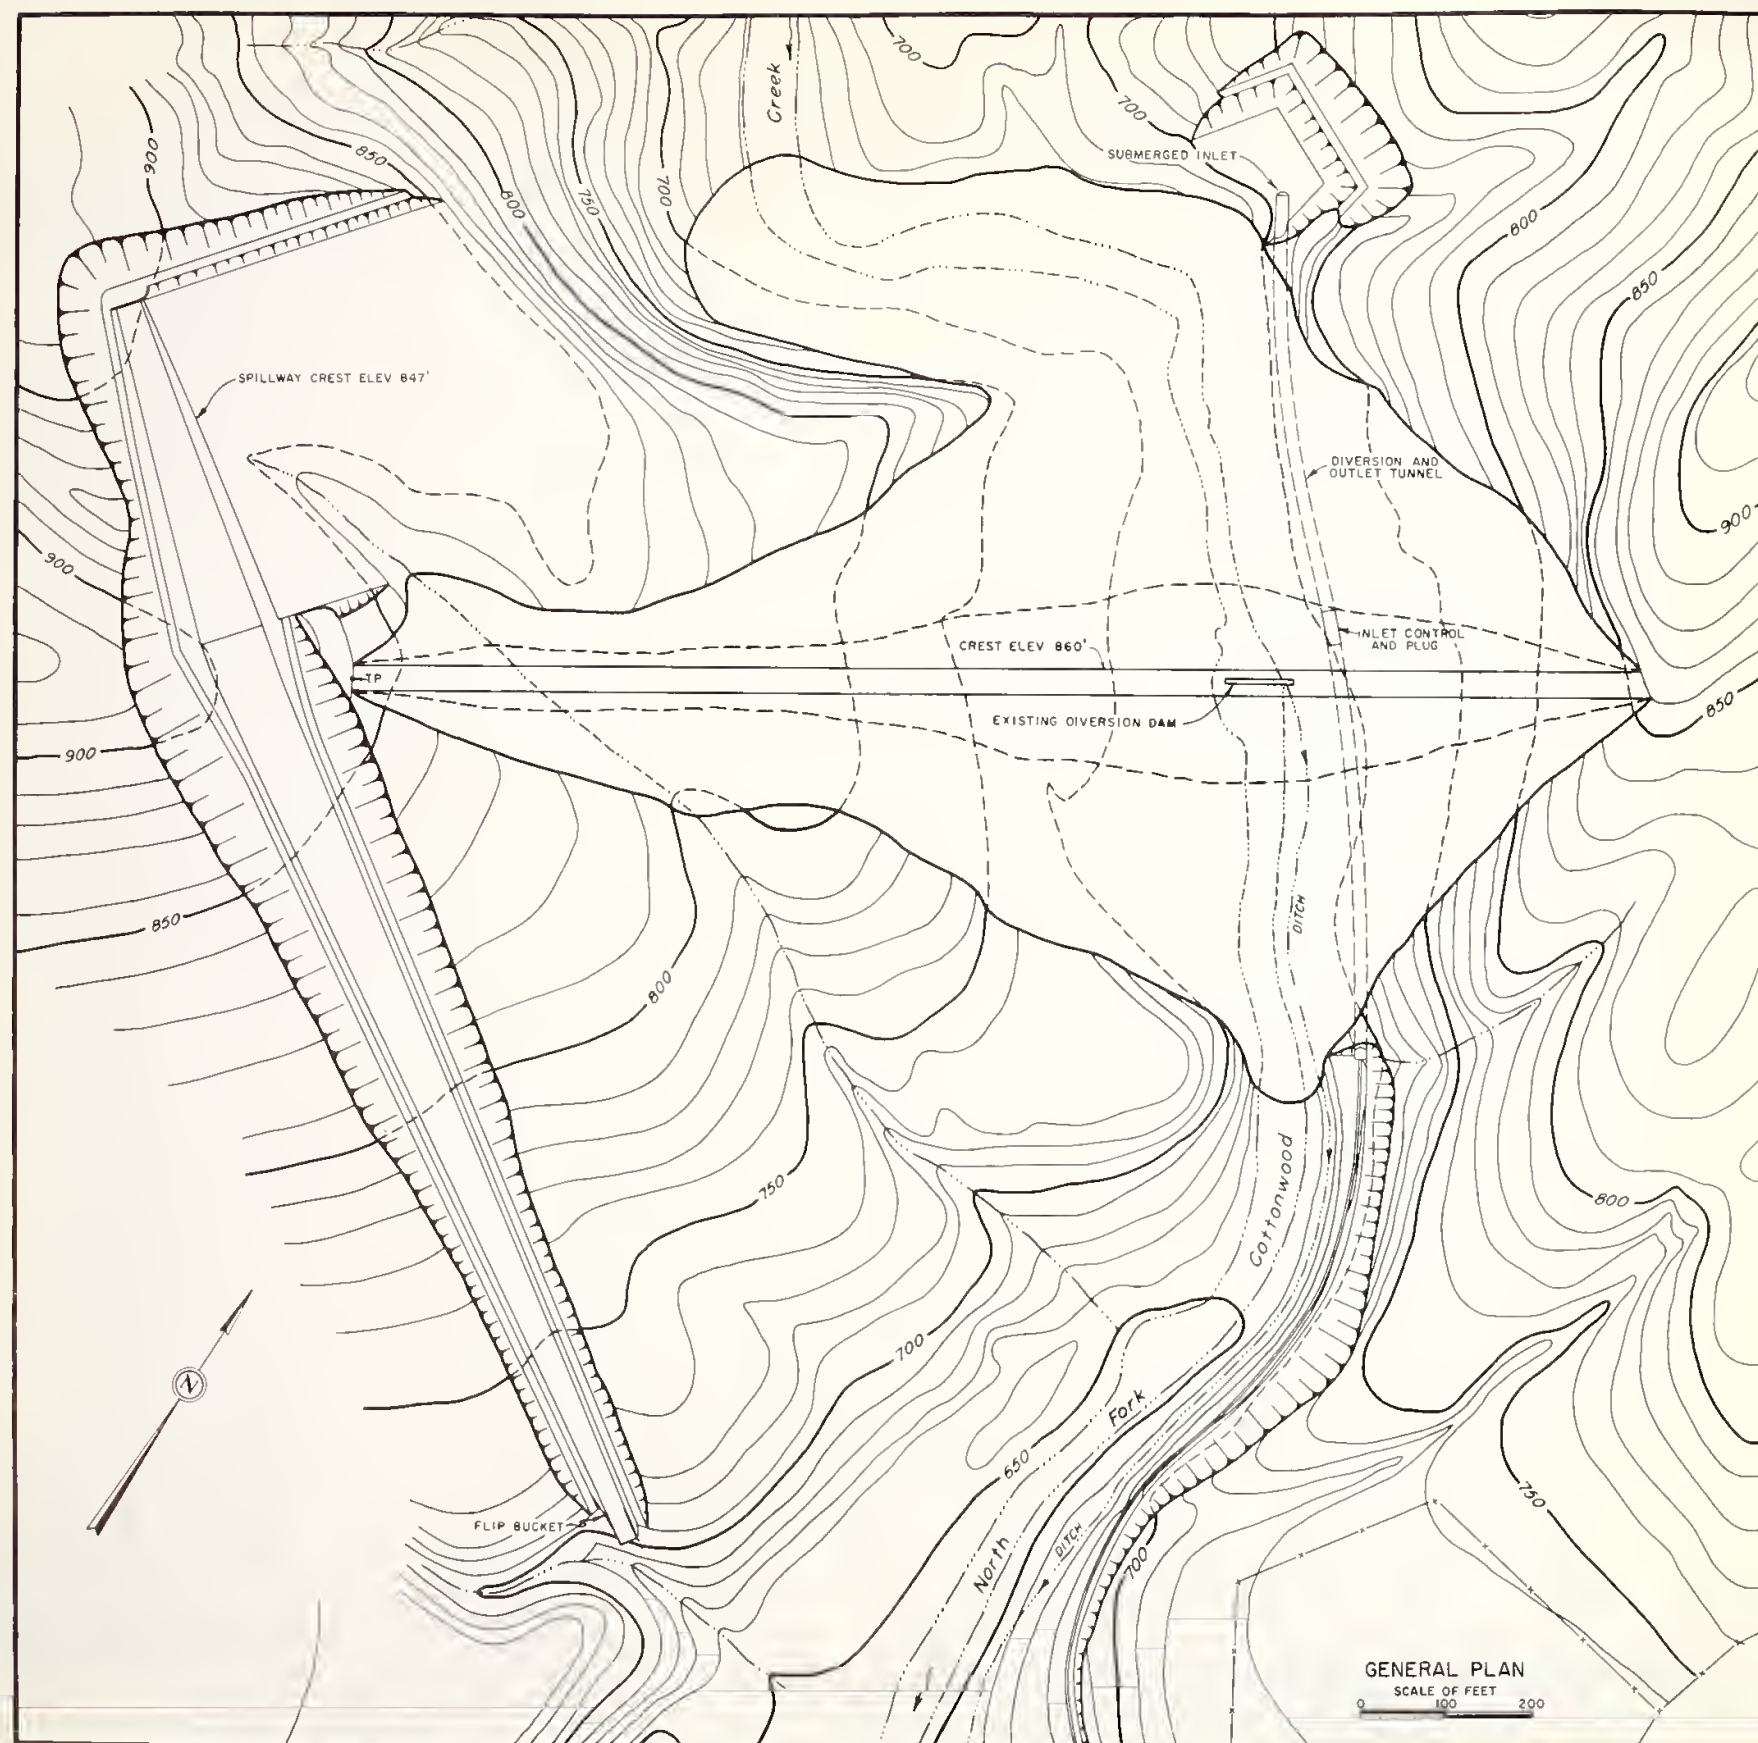 700
Creek
700
900
850
SUBMERGED INLET
800
750
700
800
850
SPILLWAY CREST ELEV 847'
DIVERSION AND
OUTLET TUNNEL
900
900
CREST ELEV 860'
INLET CONTROL
AND PLUG
T.P.
EXISTING DIVERSION DAM
850
900
DITCH
850
800
Cottonwood
750
800
700
Fork
650
750
N
FLIP BUCKET
DITCH
North
700
GENERAL PLAN
SCALE OF FEET
0 100 200